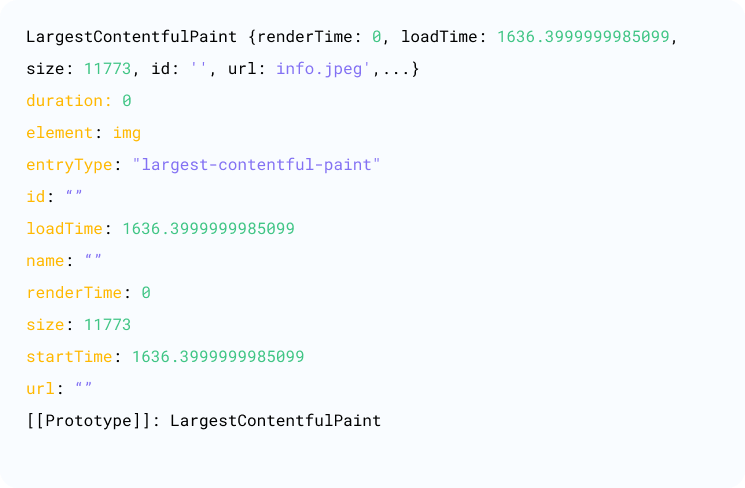 LargestContentfulPaint {renderTime: 0, loadTime: 1636.3999999985099,
size: 11773, id: '', url: info.jpeg',...}
duration: 0
element: img
entryType: "largest-contentful-paint"
id: “”
loadTime: 1636.3999999985099
name: “”
renderTime: 0
size: 11773
startTime: 1636.3999999985099
url: “”
[[Prototype]]: LargestContentfulPaint